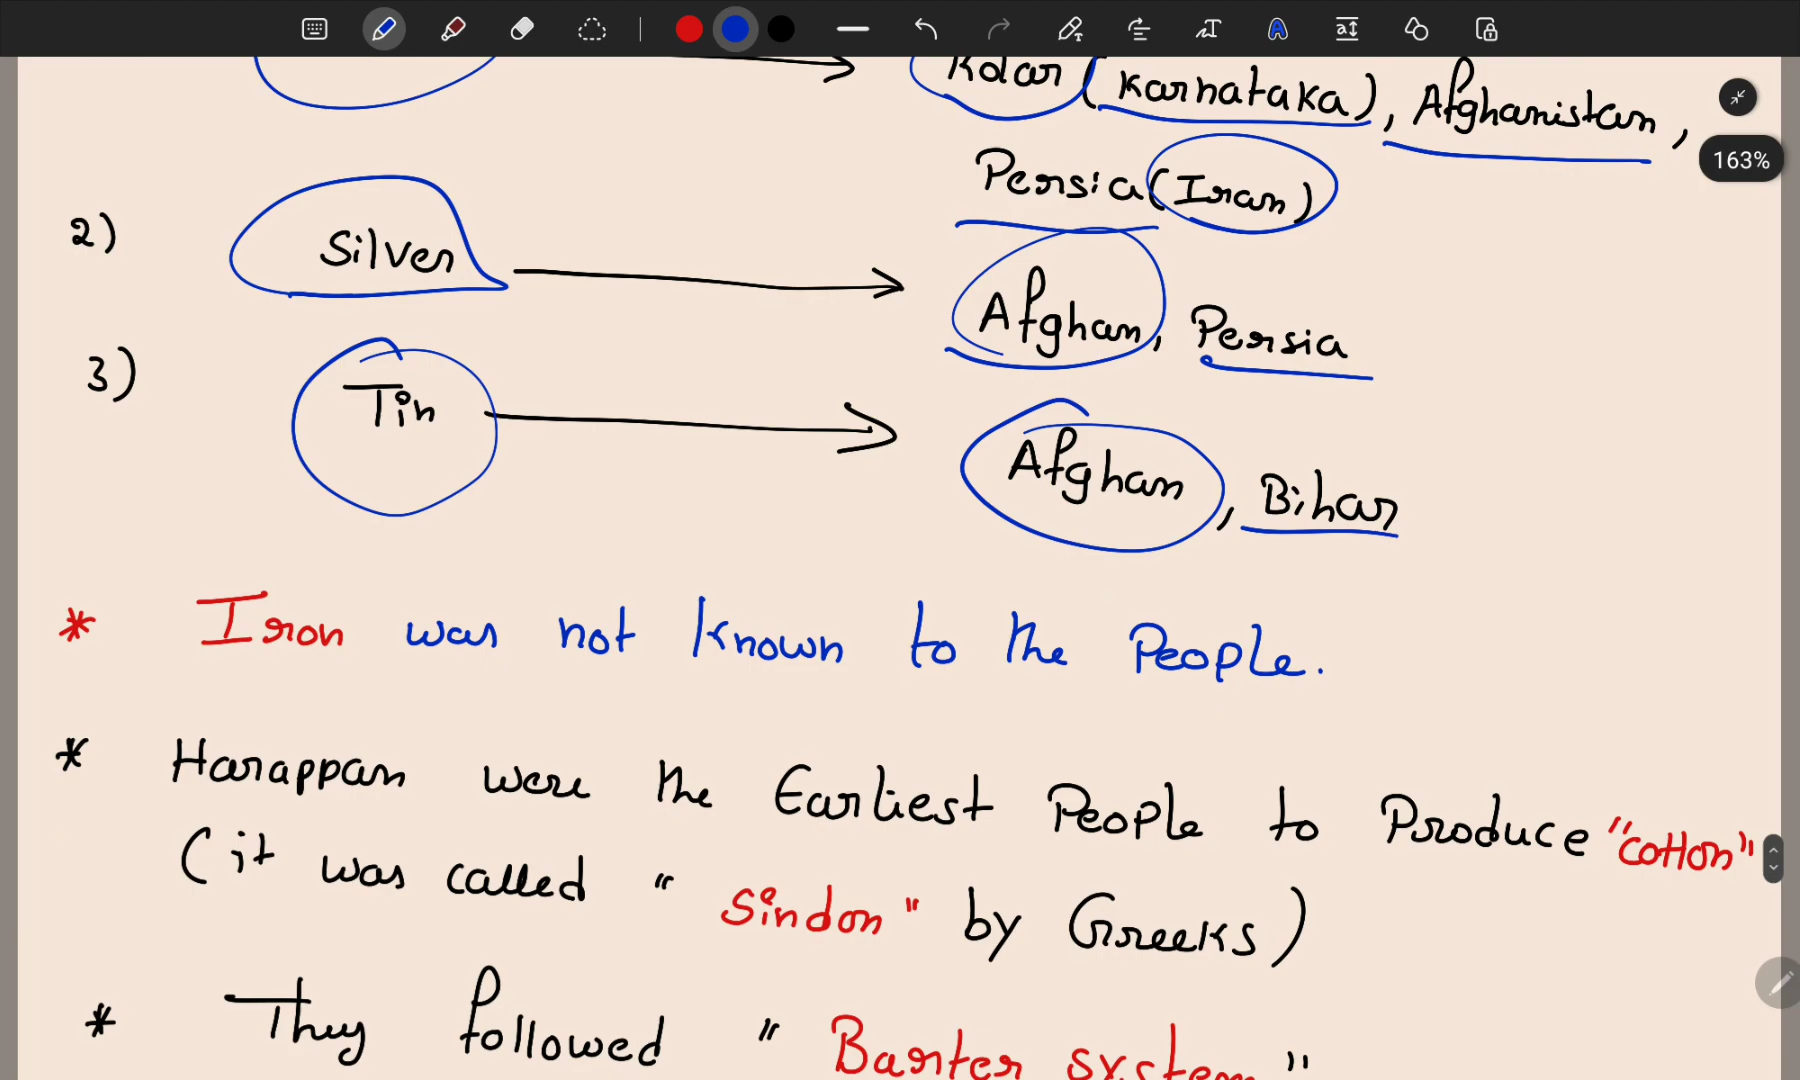 Kolar (Karnataka), Afghanistan,
Persia (Iran)
2) Silver Afghan, Persia
3) Tin Afghan, Bihar
* Iron was not known to the People.
* Harappan were the Earliest People to Produce "cotton"
(it was called " Sindon " by Greeks)
* They followed " Barter system "
163%